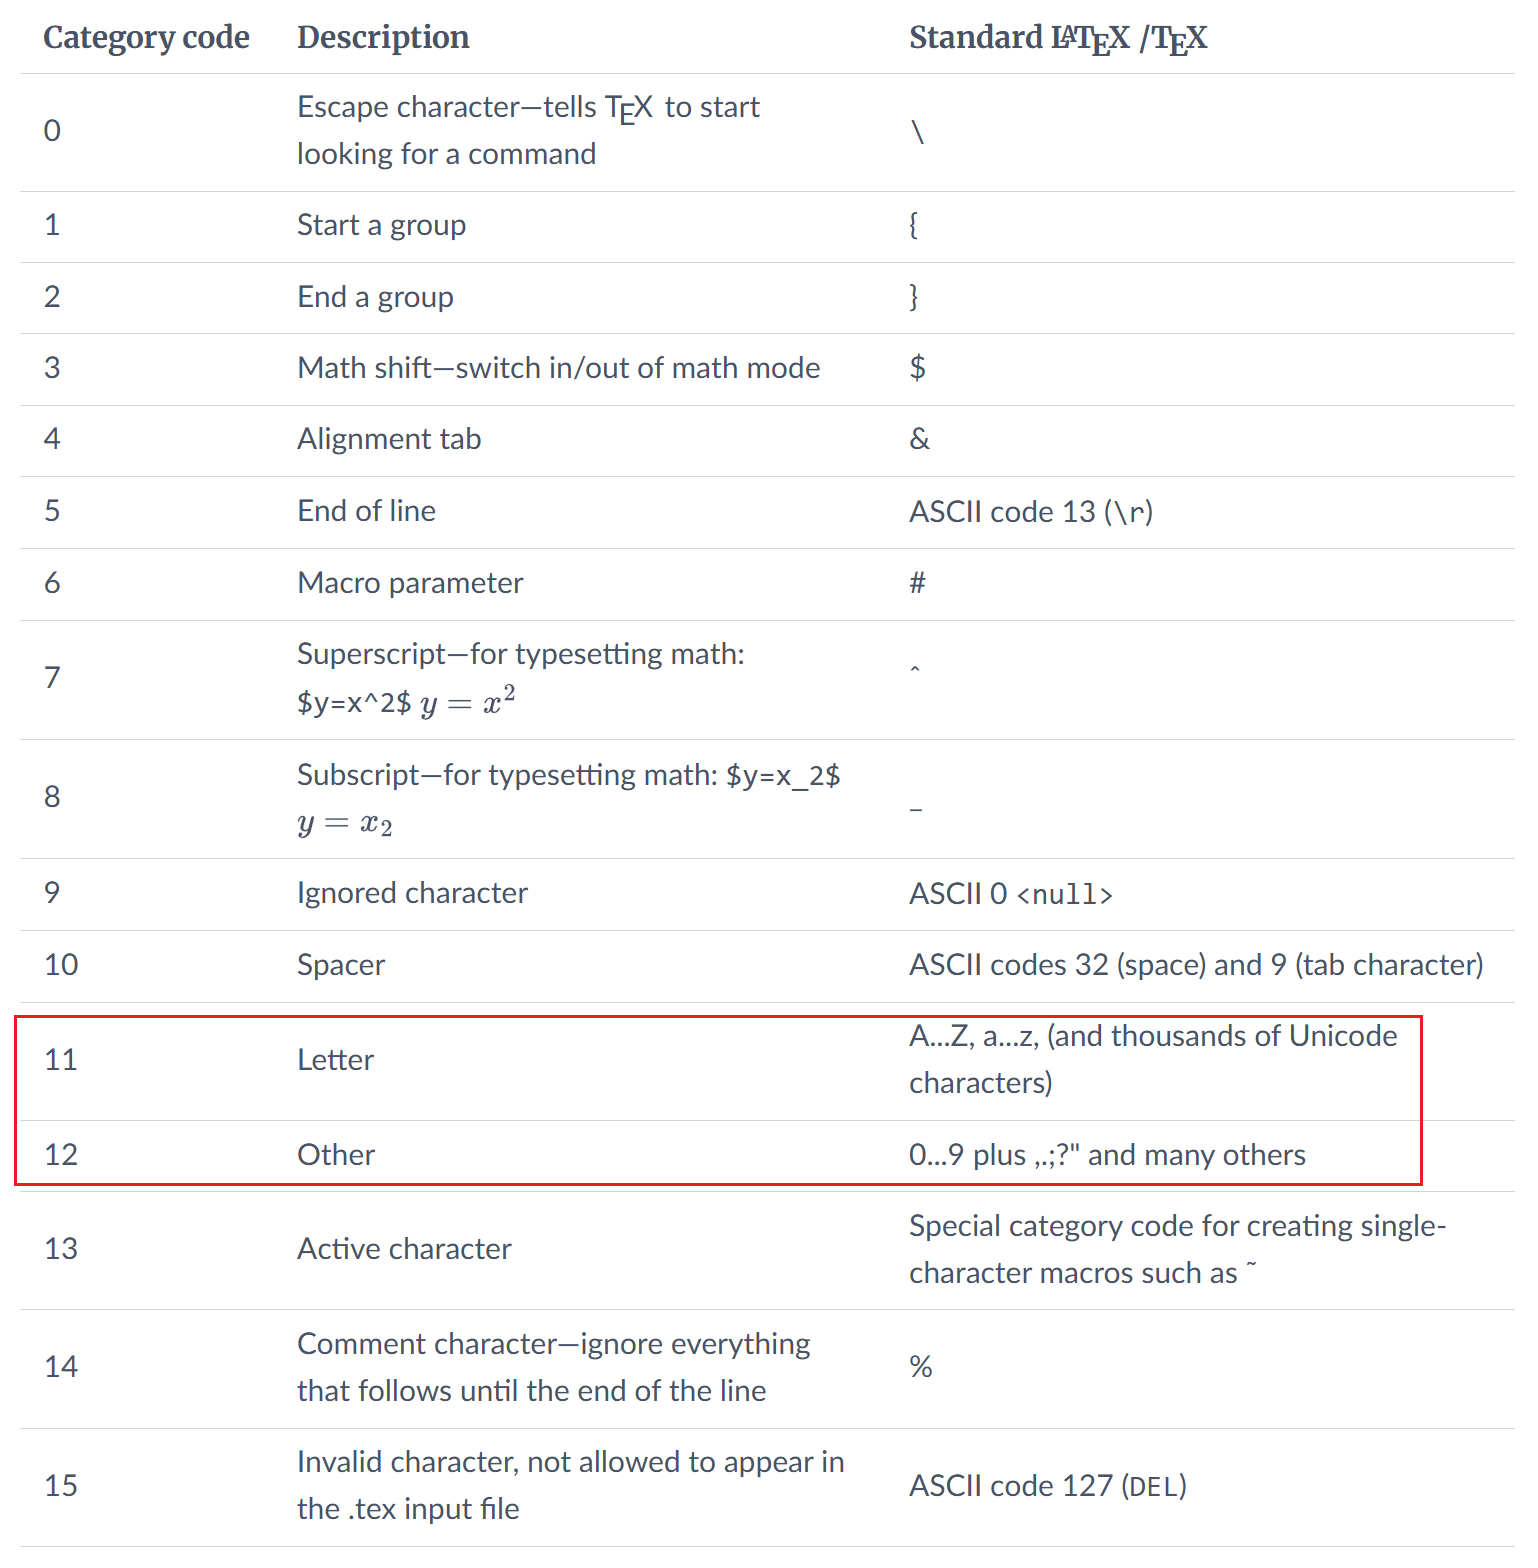 Category code Description Standard LATEX /TEX
0 Escape character—tells TEX to start looking for a command \
1 Start a group {
2 End a group }
3 Math shift—switch in/out of math mode $
4 Alignment tab &
5 End of line ASCII code 13 (\r)
6 Macro parameter #
7 Superscript—for typesetting math: $y=x^2$ y = x² ˆ
8 Subscript—for typesetting math: $y=x_2$ y = x₂ _
9 Ignored character ASCII 0 <null>
10 Spacer ASCII codes 32 (space) and 9 (tab character)
11 Letter A...Z, a...z, (and thousands of Unicode characters)
12 Other 0...9 plus ,.;?" and many others
13 Active character Special category code for creating single-character macros such as ˜
14 Comment character—ignore everything that follows until the end of the line %
15 Invalid character, not allowed to appear in the .tex input file ASCII code 127 (DEL)